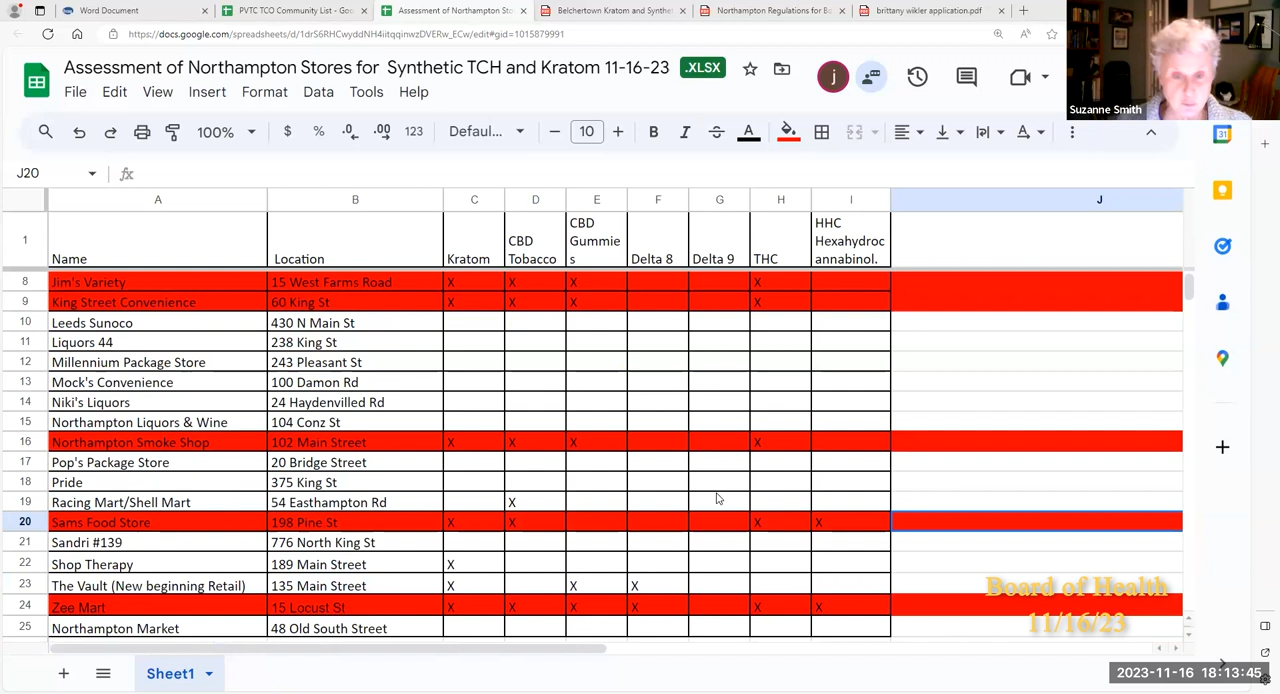 Word Document
PVTC TCO Community List - Goo
Assessment of Northampton Sto
Belchertown Kratom and Synthe
Northampton Regulations for Bo
brittany wikler application.pdf
https://docs.google.com/spreadsheets/d/1drS6RHCwyddNH4iitqqinwzDVERw_ECw/edit#gid=1015879991
Assessment of Northampton Stores for Synthetic TCH and Kratom 11-16-23 .XLSX
File Edit View Insert Format Data Tools Help
j
Suzanne Smith
100% $ % .0 .00 123 Defaul... 10 B I A
31
J20 fx
A B C D E F G H I J
1 Name Location Kratom CBD Tobacco CBD Gummies Delta 8 Delta 9 THC HHC Hexahydrocannabinol.
8 Jim's Variety 15 West Farms Road X X X X
9 King Street Convenience 60 King St X X X X
10 Leeds Sunoco 430 N Main St
11 Liquors 44 238 King St
12 Millennium Package Store 243 Pleasant St
13 Mock's Convenience 100 Damon Rd
14 Niki's Liquors 24 Haydenvilled Rd
15 Northampton Liquors & Wine 104 Conz St
16 Northampton Smoke Shop 102 Main Street X X X X
17 Pop's Package Store 20 Bridge Street
18 Pride 375 King St
19 Racing Mart/Shell Mart 54 Easthampton Rd X
20 Sams Food Store 198 Pine St X X X X
21 Sandri #139 776 North King St
22 Shop Therapy 189 Main Street X
23 The Vault (New beginning Retail) 135 Main Street X X X
24 Zee Mart 15 Locust St X X X X X X
25 Northampton Market 48 Old South Street
Board of Health
11/16/23
Sheet1
2023-11-16 18:13:45